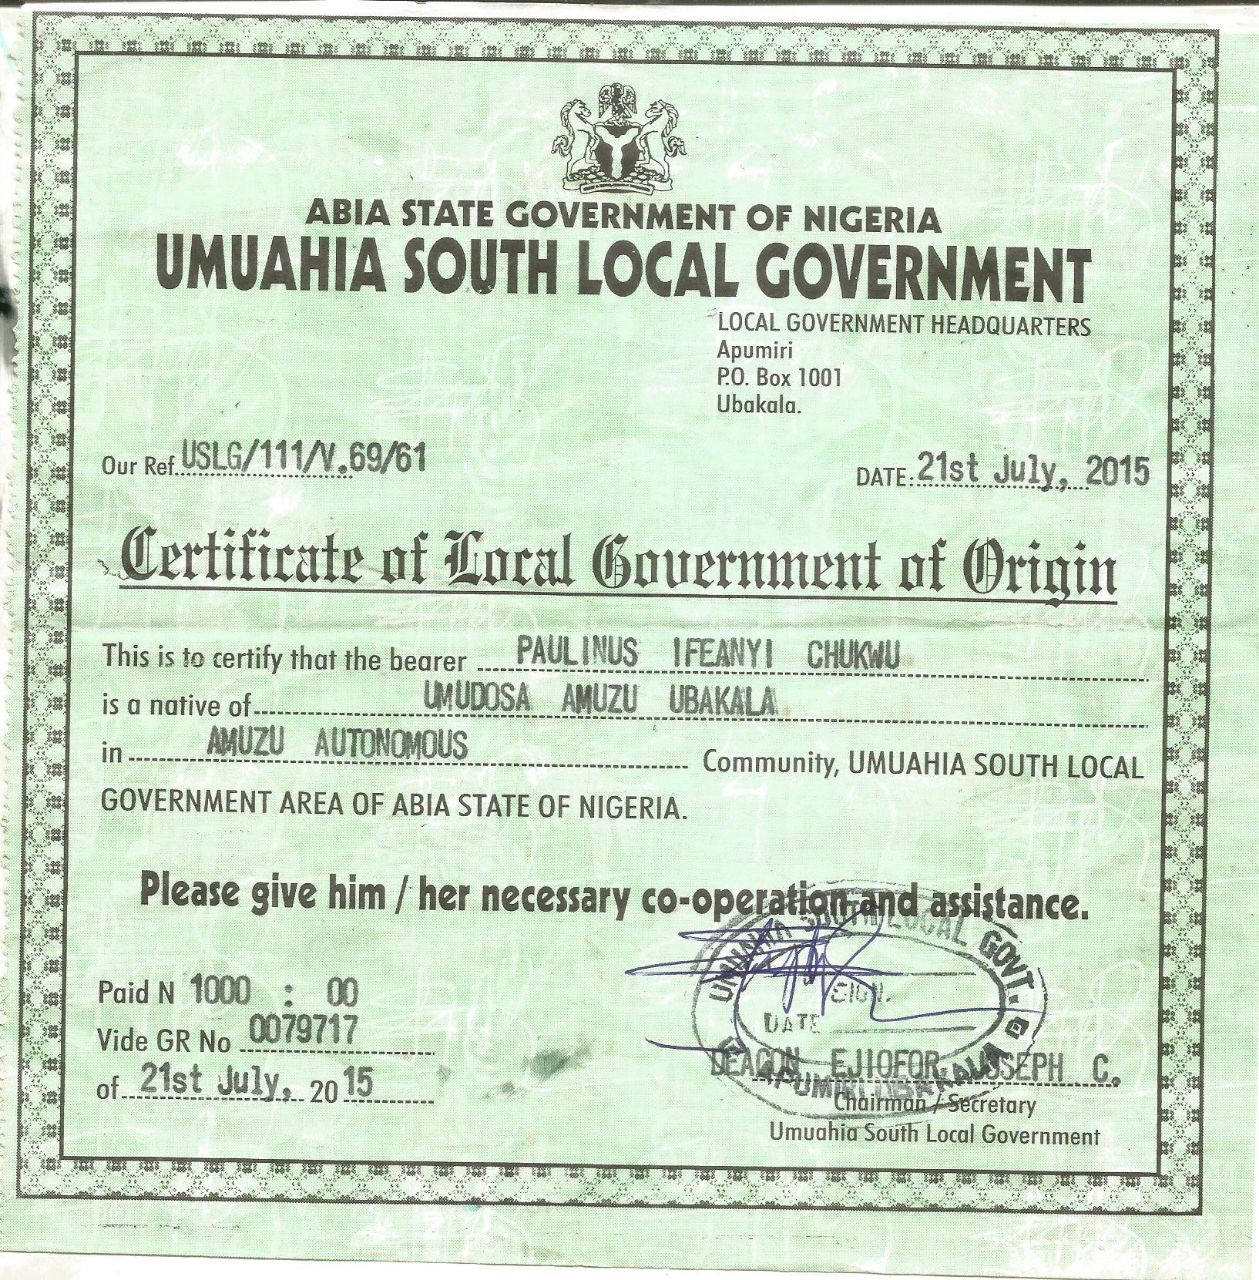 ABIA STATE GOVERNMENT OF NIGERIA
UMUAHIA SOUTH LOCAL GOVERNMENT
LOCAL GOVERNMENT HEADQUARTERS
Apumiri
P.O. Box 1001
Ubakala.
Our Ref. USLG/111/V.69/61
DATE: 21st July, 2015
Certificate of Local Government of Origin
This is to certify that the bearer PAULINUS IFEANYI CHUKWU
is a native of UMUDOSA AMUZU UBAKALA
in AMUZU AUTONOMOUS Community, UMUAHIA SOUTH LOCAL
GOVERNMENT AREA OF ABIA STATE OF NIGERIA.
Please give him / her necessary co-operation and assistance.
UMUAHIA SOUTH LOCAL GOVT.
SIGN.
DATE
Paid N 1000 : 00
Vide GR No 0079717
of 21st July, 2015
DEACON EJIOFOR JOSEPH C.
APUMIRI UBAKALA
Chairman / Secretary
Umuahia South Local Government